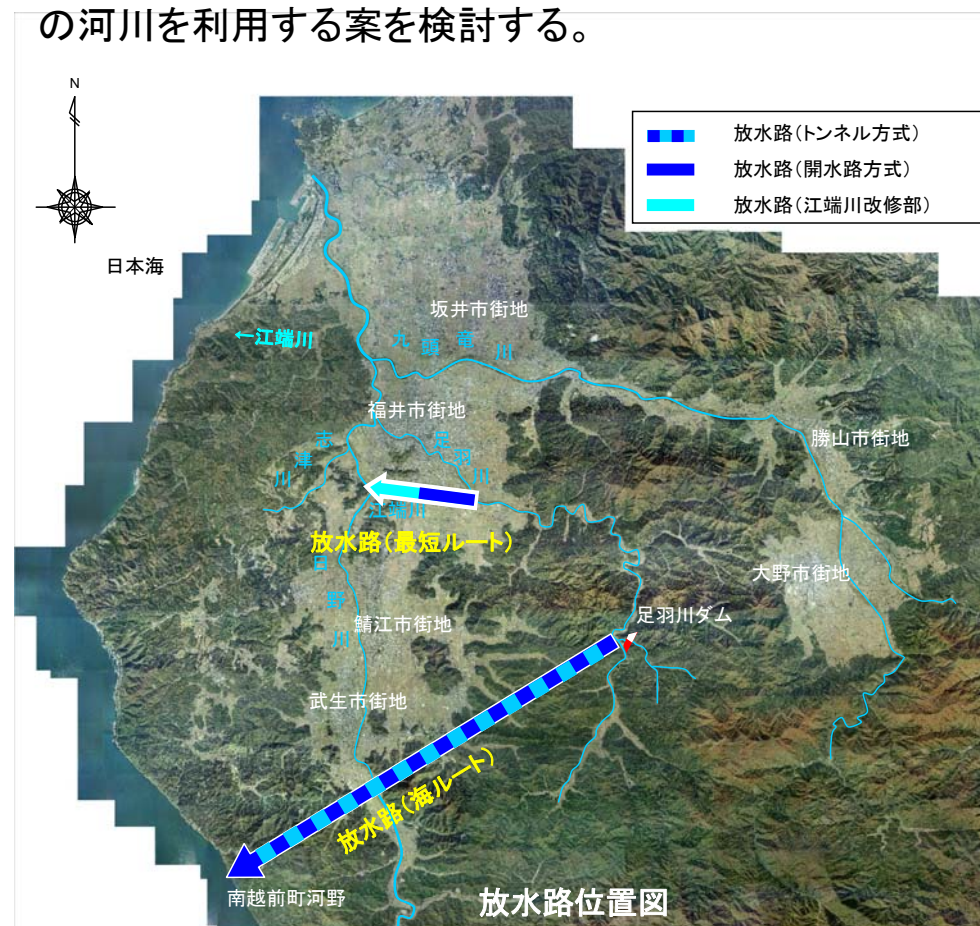 の河川を利用する案を検討する。
N
放水路(トンネル方式)
放水路(開水路方式)
放水路(江端川改修部)
日本海
坂井市街地
←江端川
九頭竜川
福井市街地
勝山市街地
足羽川
志津川
江端川
放水路(最短ルート)
日野川
大野市街地
足羽川ダム
鯖江市街地
武生市街地
放水路(海ルート)
南越前町河野
放水路位置図